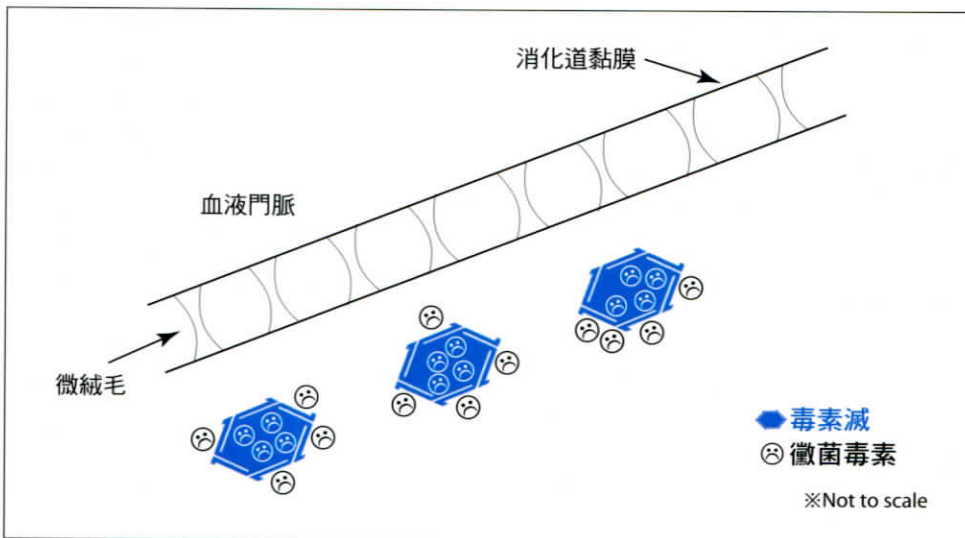 消化道黏膜
血液門脈
微絨毛
毒素滅
黴菌毒素
※Not to scale